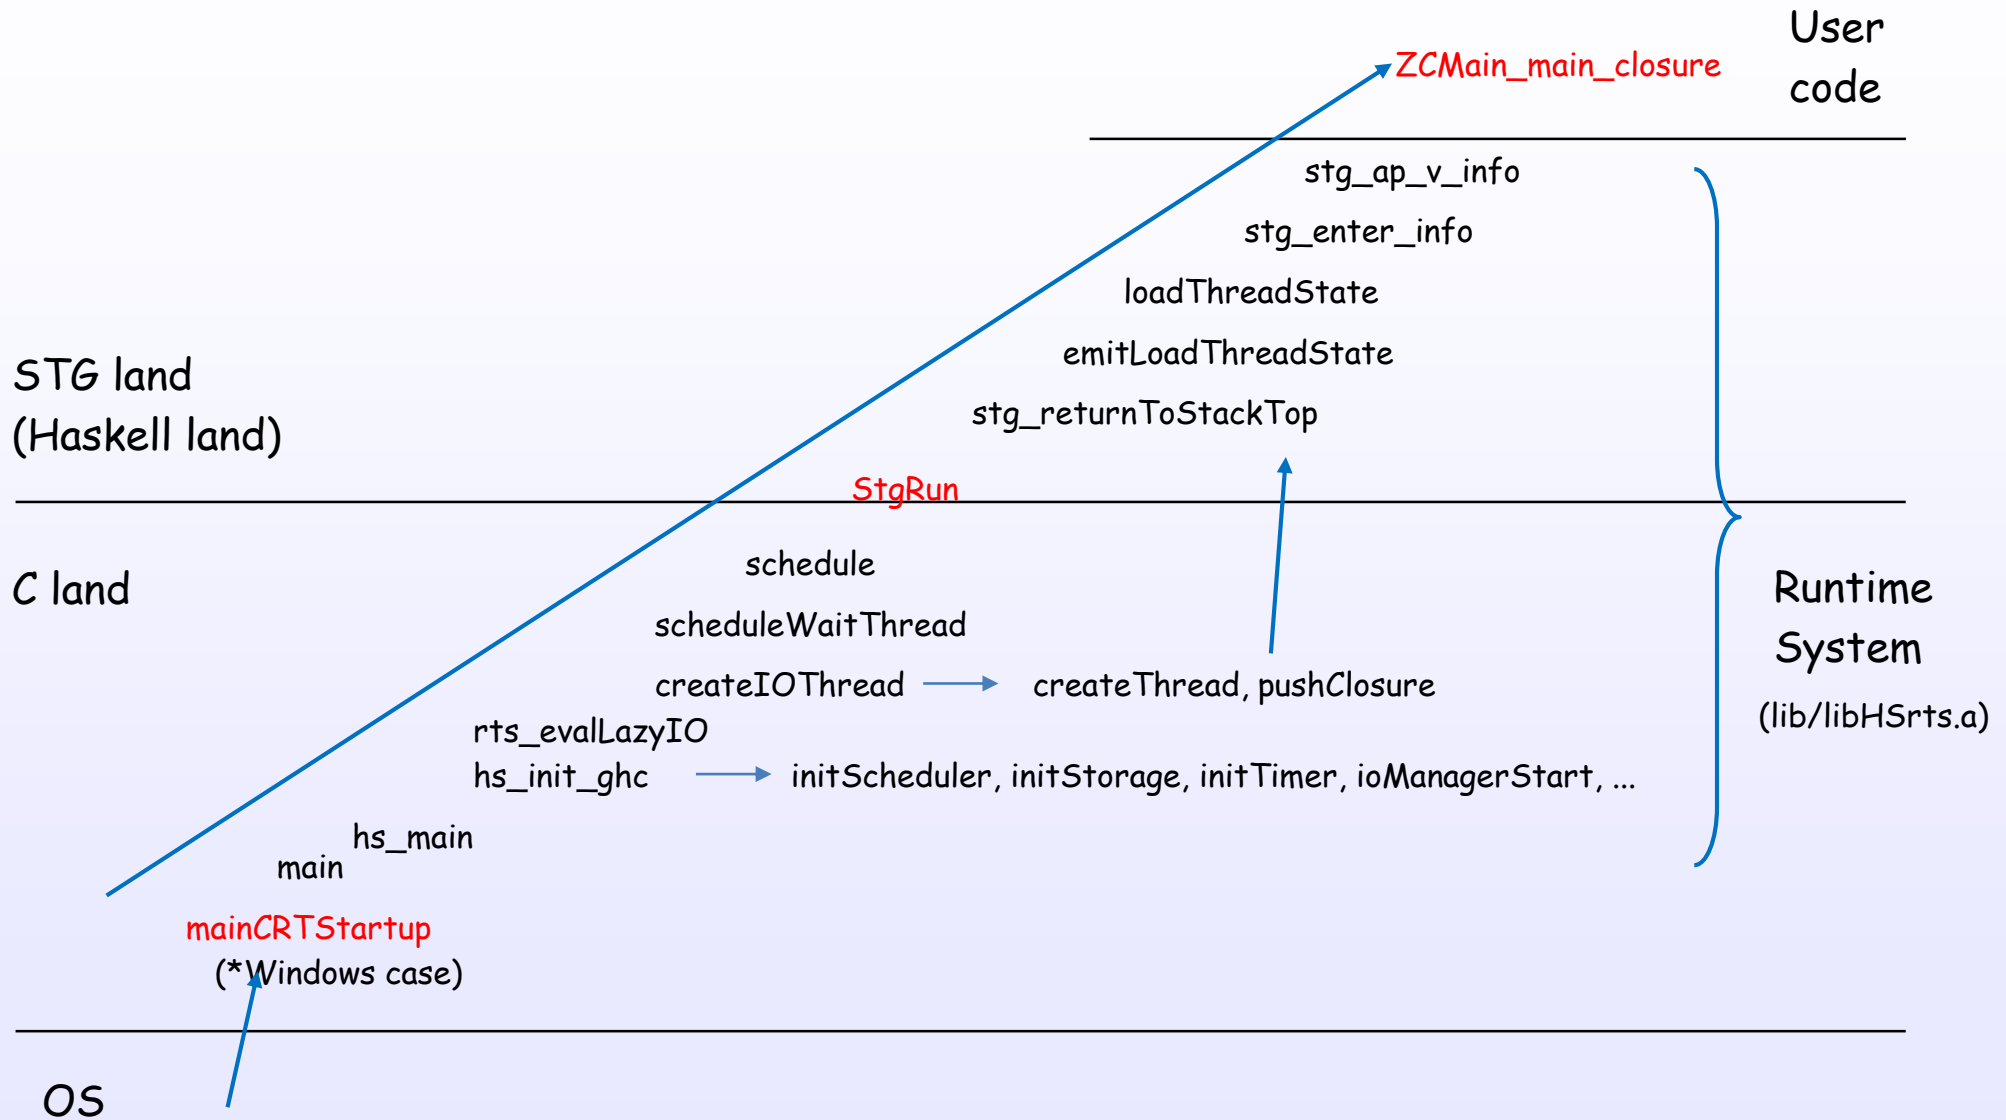 User
code
ZCMain_main_closure
stg_ap_v_info
stg_enter_info
loadThreadState
emitLoadThreadState
stg_returnToStackTop
STG land
(Haskell land)
StgRun
schedule
C land
scheduleWaitThread
createIOThread createThread, pushClosure
Runtime
System
(lib/libHSrts.a)
rts_evalLazyIO
hs_init_ghc initScheduler, initStorage, initTimer, ioManagerStart, ...
hs_main
main
mainCRTStartup
(*Windows case)
OS